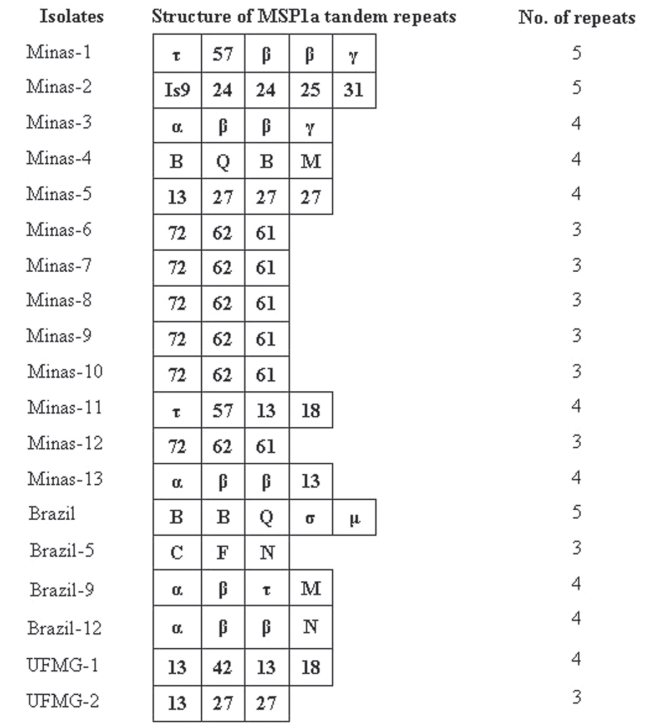 Isolates Structure of MSP1a tandem repeats No. of repeats
Minas-1 τ 57 β β γ 5
Minas-2 Is9 24 24 25 31 5
Minas-3 α β β γ 4
Minas-4 B Q B M 4
Minas-5 13 27 27 27 4
Minas-6 72 62 61 3
Minas-7 72 62 61 3
Minas-8 72 62 61 3
Minas-9 72 62 61 3
Minas-10 72 62 61 3
Minas-11 τ 57 13 18 4
Minas-12 72 62 61 3
Minas-13 α β β 13 4
Brazil B B Q σ μ 5
Brazil-5 C F N 3
Brazil-9 α β τ M 4
Brazil-12 α β β N 4
UFMG-1 13 42 13 18 4
UFMG-2 13 27 27 3